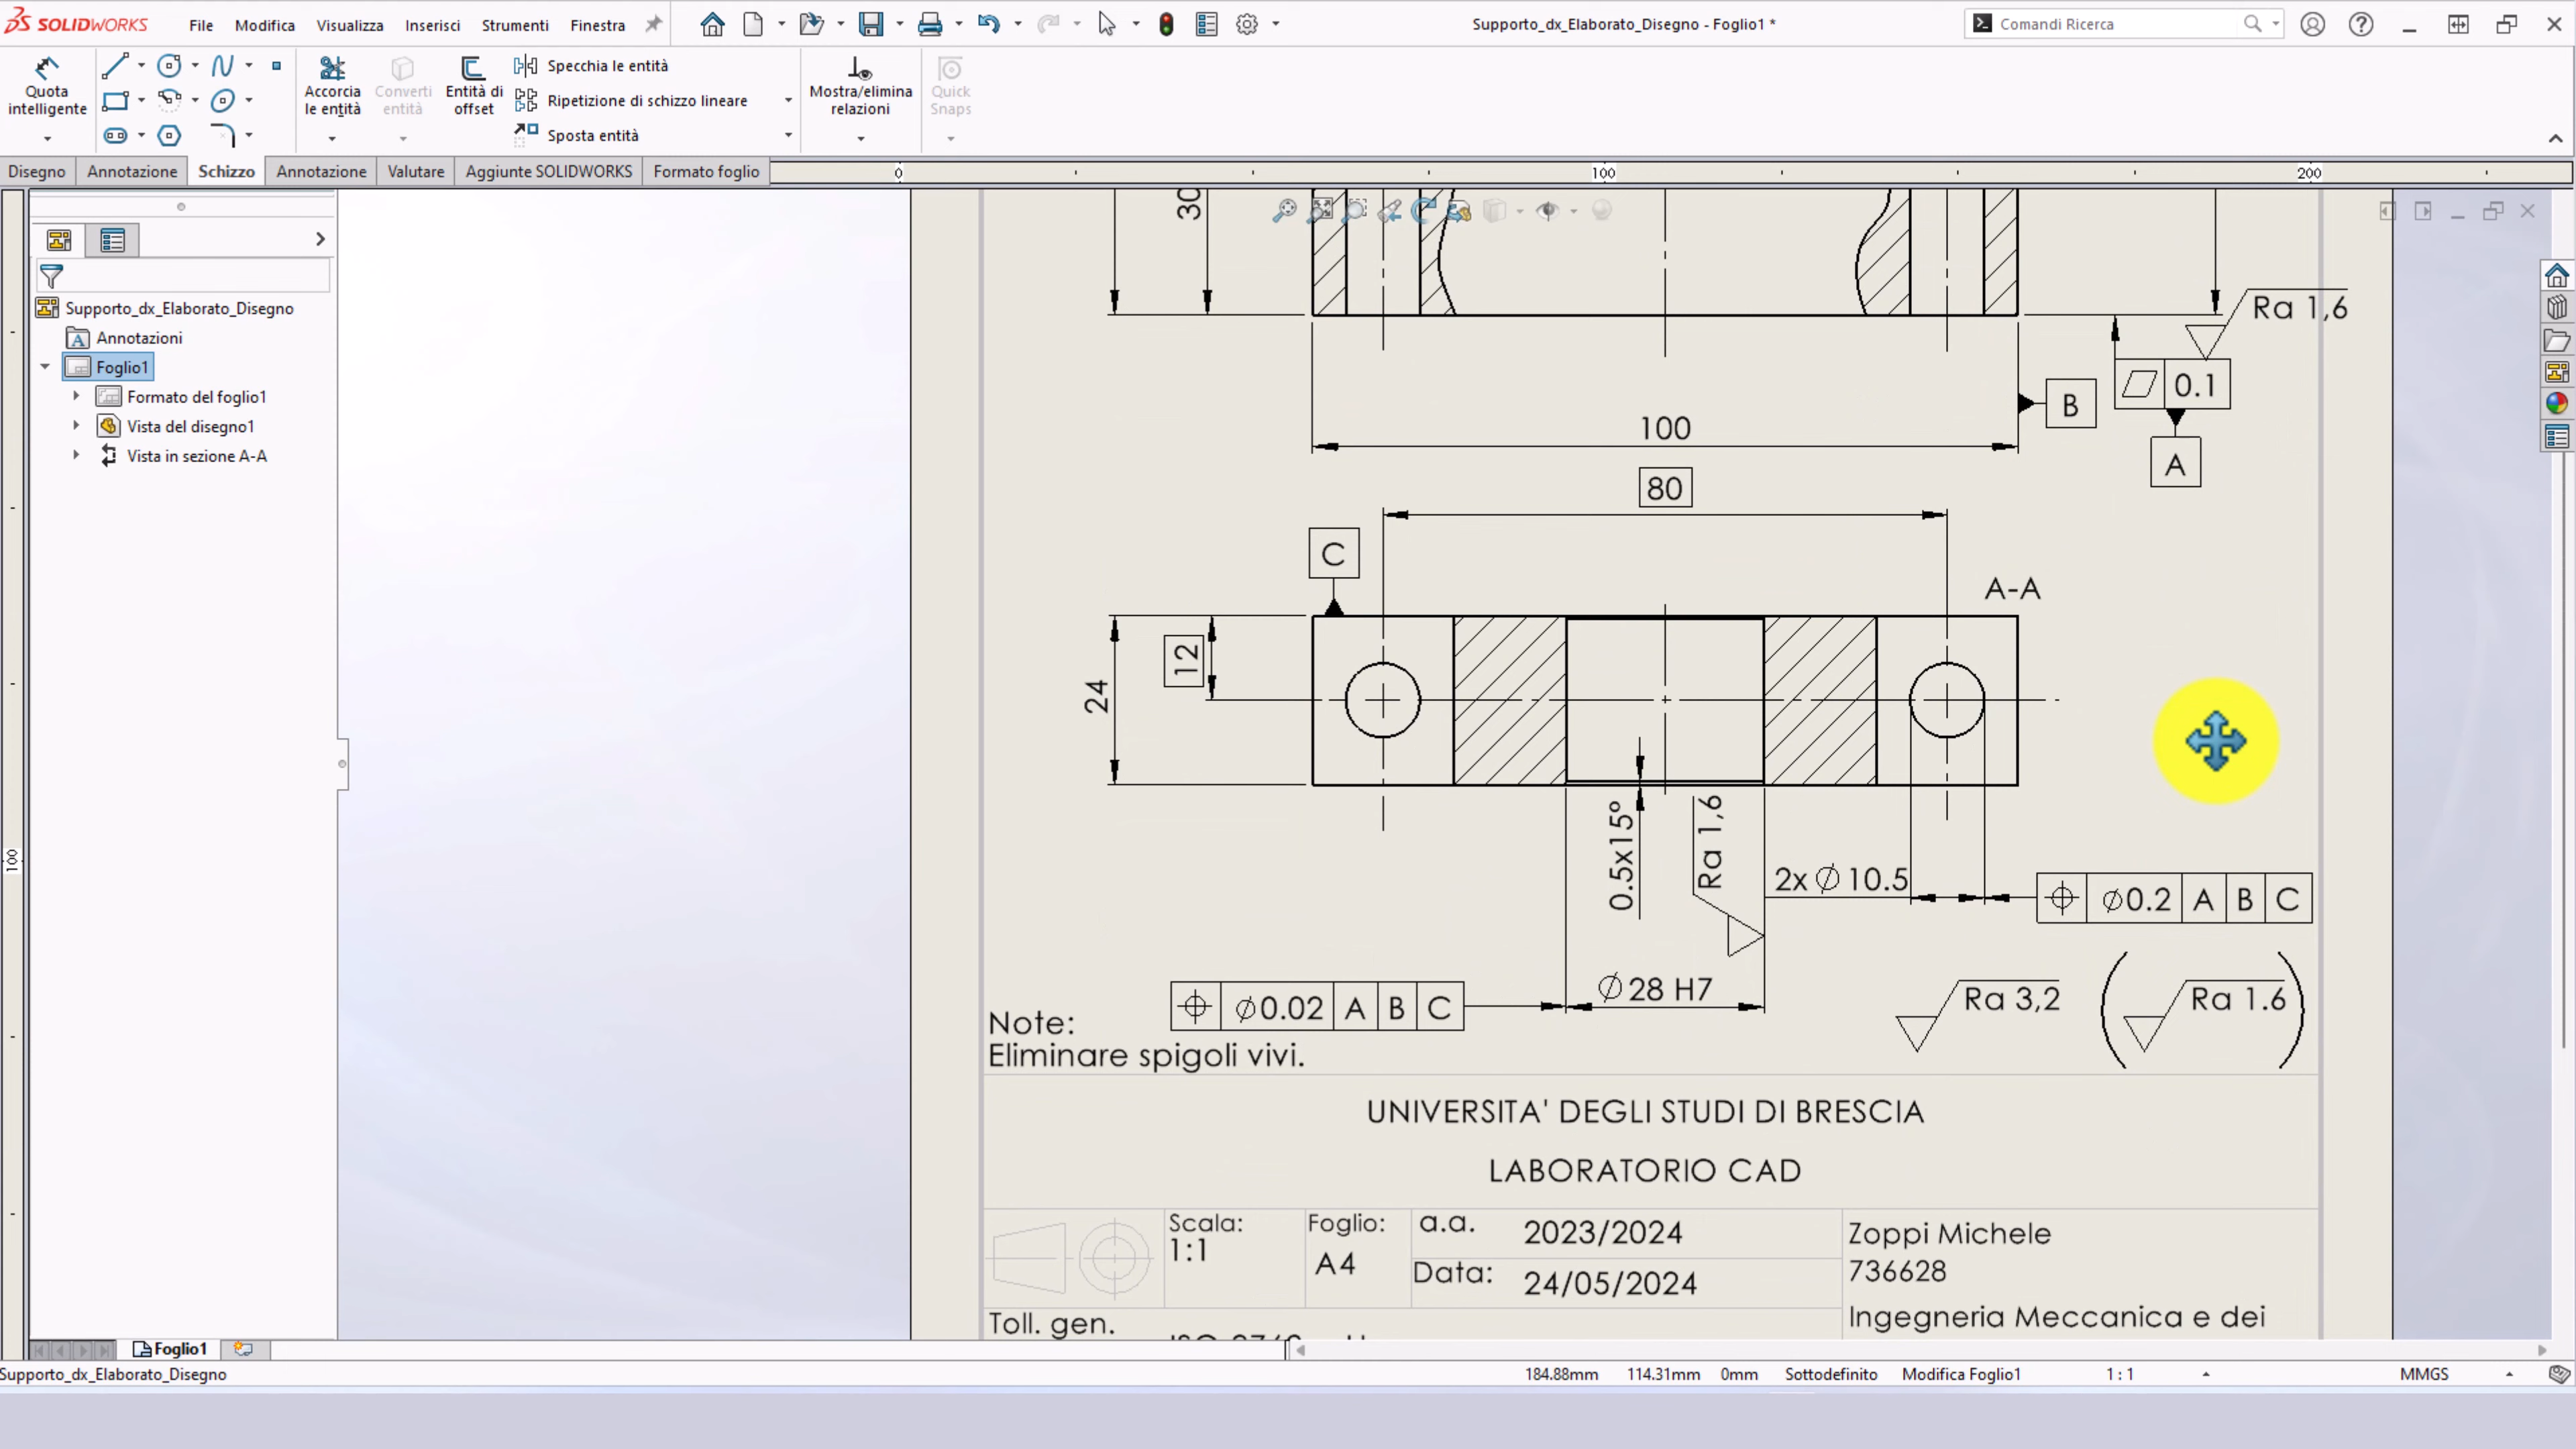 SOLIDWORKS File Modifica Visualizza Inserisci Strumenti Finestra Supporto_dx_Elaborato_Disegno - Foglio1 * Comandi Ricerca
Quota intelligente
Accorcia le entità
Converti entità
Entità di offset
Specchia le entità
Ripetizione di schizzo lineare
Sposta entità
Mostra/elimina relazioni
Quick Snaps
Disegno Annotazione Schizzo Annotazione Valutare Aggiunte SOLIDWORKS Formato foglio
0 100 200
Supporto_dx_Elaborato_Disegno
Annotazioni
Foglio1
Formato del foglio1
Vista del disegno1
Vista in sezione A-A
100
30
Ra 1,6
0.1
B
A
100
80
C
A-A
12
24
0.5x15°
Ra 1,6
2x ∅ 10.5
∅0.2 A B C
∅28 H7
∅0.02 A B C
Ra 3,2
Ra 1.6
Note:
Eliminare spigoli vivi.
UNIVERSITA' DEGLI STUDI DI BRESCIA
LABORATORIO CAD
Scala:
1:1
Foglio:
A4
a.a. 2023/2024
Data: 24/05/2024
Zoppi Michele
736628
Ingegneria Meccanica e dei
Toll. gen.
Foglio1
Supporto_dx_Elaborato_Disegno 184.88mm 114.31mm 0mm Sottodefinito Modifica Foglio1 1 : 1 MMGS